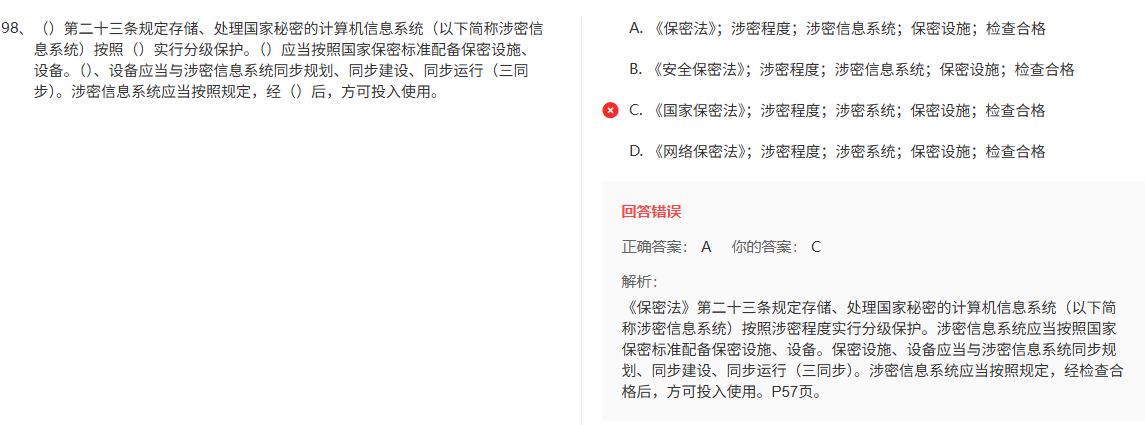 98、（）第二十三条规定存储、处理国家秘密的计算机信息系统（以下简称涉密信
息系统）按照（）实行分级保护。（）应当按照国家保密标准配备保密设施、
设备。（）、设备应当与涉密信息系统同步规划、同步建设、同步运行（三同
步）。涉密信息系统应当按照规定，经（）后，方可投入使用。
A. 《保密法》；涉密程度；涉密信息系统；保密设施；检查合格
B. 《安全保密法》；涉密程度；涉密信息系统；保密设施；检查合格
C. 《国家保密法》；涉密程度；涉密系统；保密设施；检查合格
D. 《网络保密法》；涉密程度；涉密系统；保密设施；检查合格
回答错误
正确答案： A 你的答案： C
解析：
《保密法》第二十三条规定存储、处理国家秘密的计算机信息系统（以下简
称涉密信息系统）按照涉密程度实行分级保护。涉密信息系统应当按照国家
保密标准配备保密设施、设备。保密设施、设备应当与涉密信息系统同步规
划、同步建设、同步运行（三同步）。涉密信息系统应当按照规定，经检查合
格后，方可投入使用。P57页。